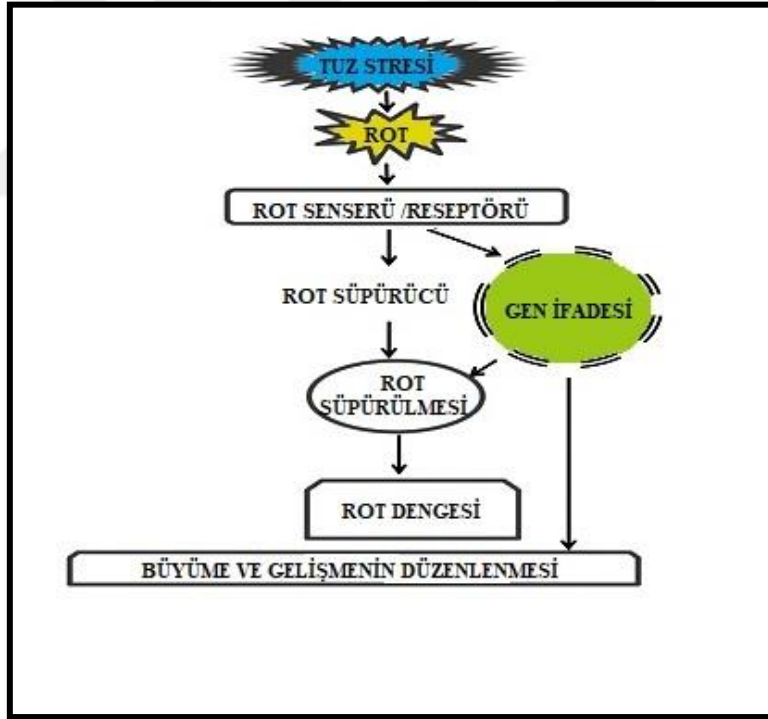 TUZ STRESİ
ROT
ROT SENSERÜ /RESEPTÖRÜ
ROT SÜPÜRÜCÜ
GEN İFADESİ
ROT
SÜPÜRÜLMESİ
ROT DENGESİ
BÜYÜME VE GELİŞMENİN DÜZENLENMESİ